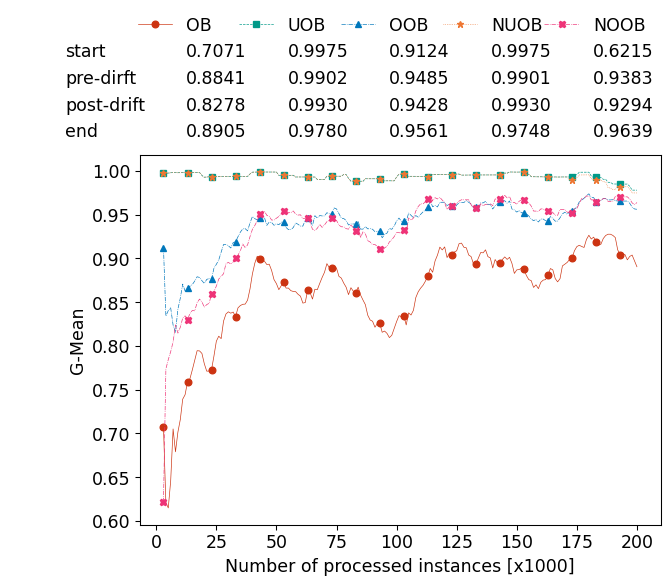 OB UOB OOB NUOB NOOB
start 0.7071 0.9975 0.9124 0.9975 0.6215
pre-dirft 0.8841 0.9902 0.9485 0.9901 0.9383
post-drift 0.8278 0.9930 0.9428 0.9930 0.9294
end 0.8905 0.9780 0.9561 0.9748 0.9639
1.00
0.95
0.90
0.85
0.80
0.75
0.70
0.65
0.60
G-Mean
0 25 50 75 100 125 150 175 200
Number of processed instances [x1000]